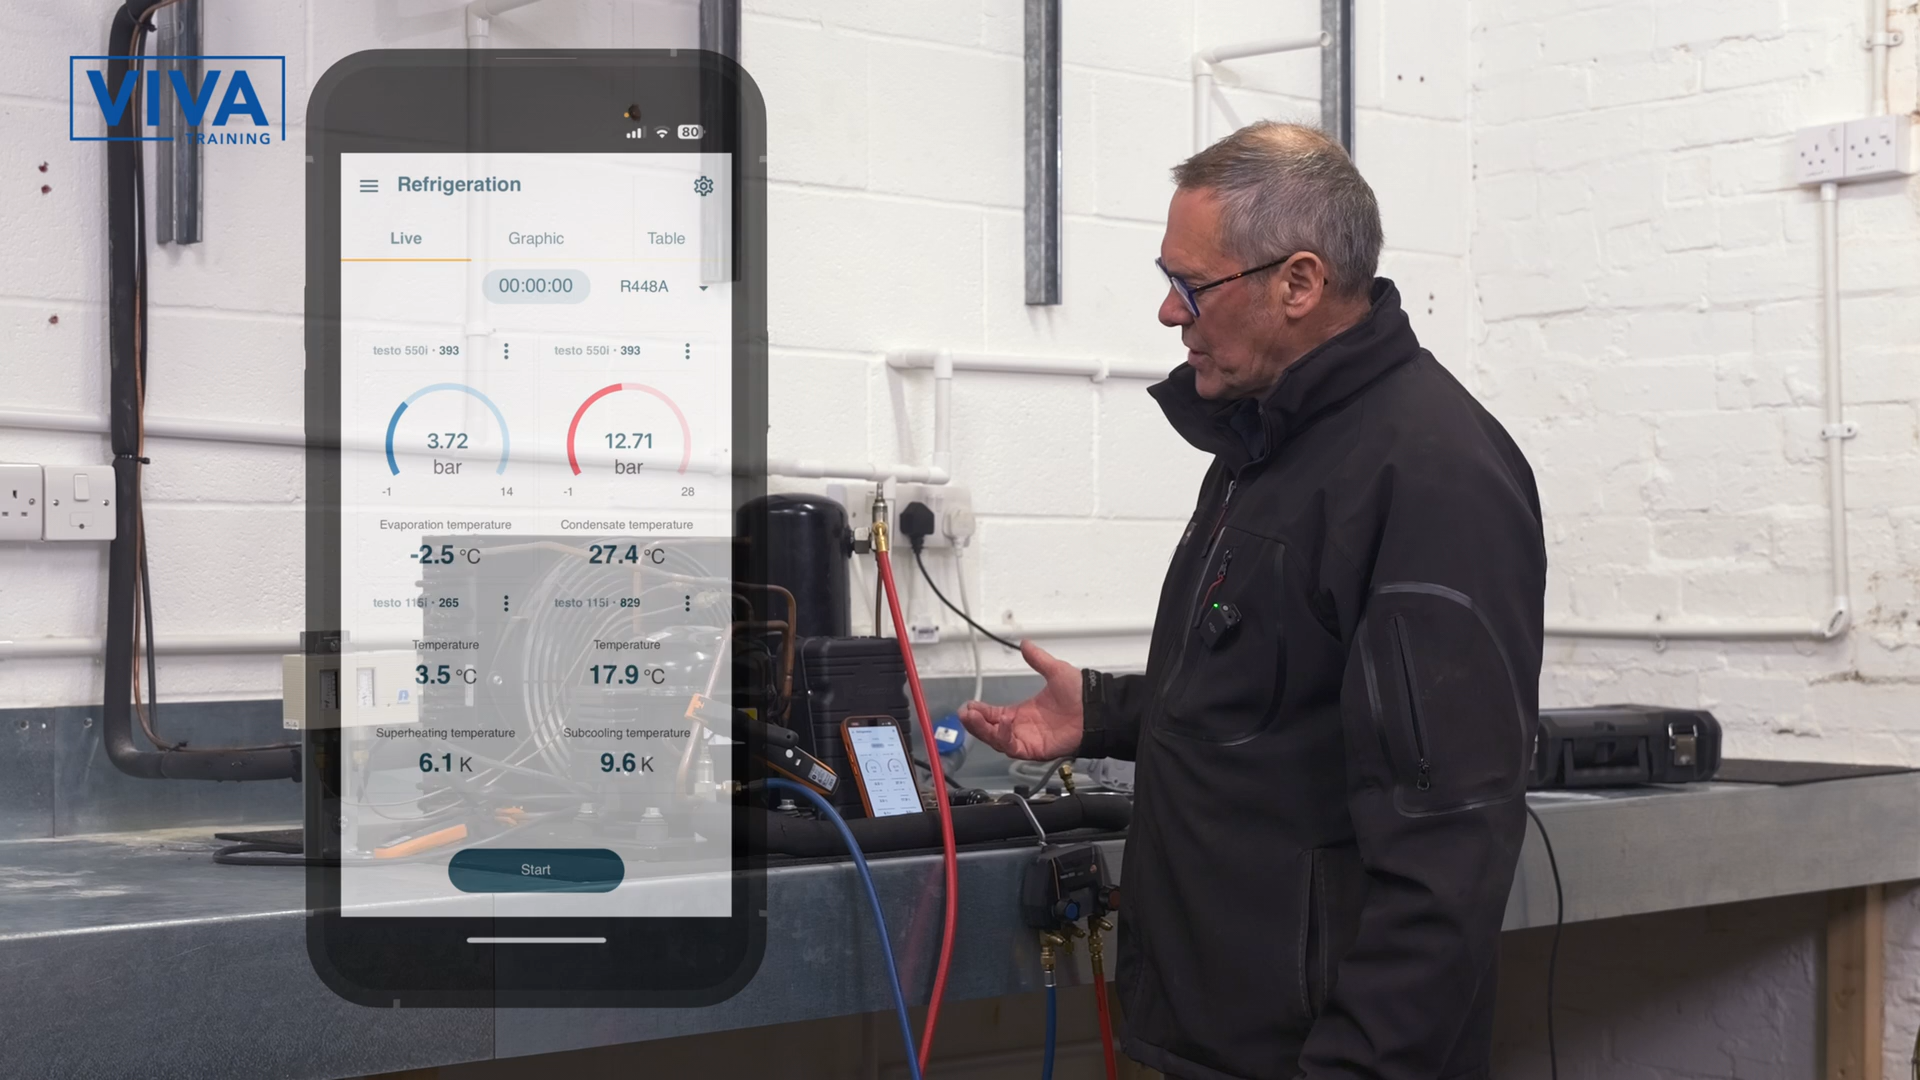 VIVA
TRAINING
80
Refrigeration
Live Graphic Table
00:00:00 R448A
testo 550i · 393 testo 550i · 393
3.72 12.71
bar bar
-1 14 -1 28
Evaporation temperature Condensate temperature
-2.5 °C 27.4 °C
testo 115i · 265 testo 115i · 829
Temperature Temperature
3.5 °C 17.9 °C
Superheating temperature Subcooling temperature
6.1 K 9.6 K
Start